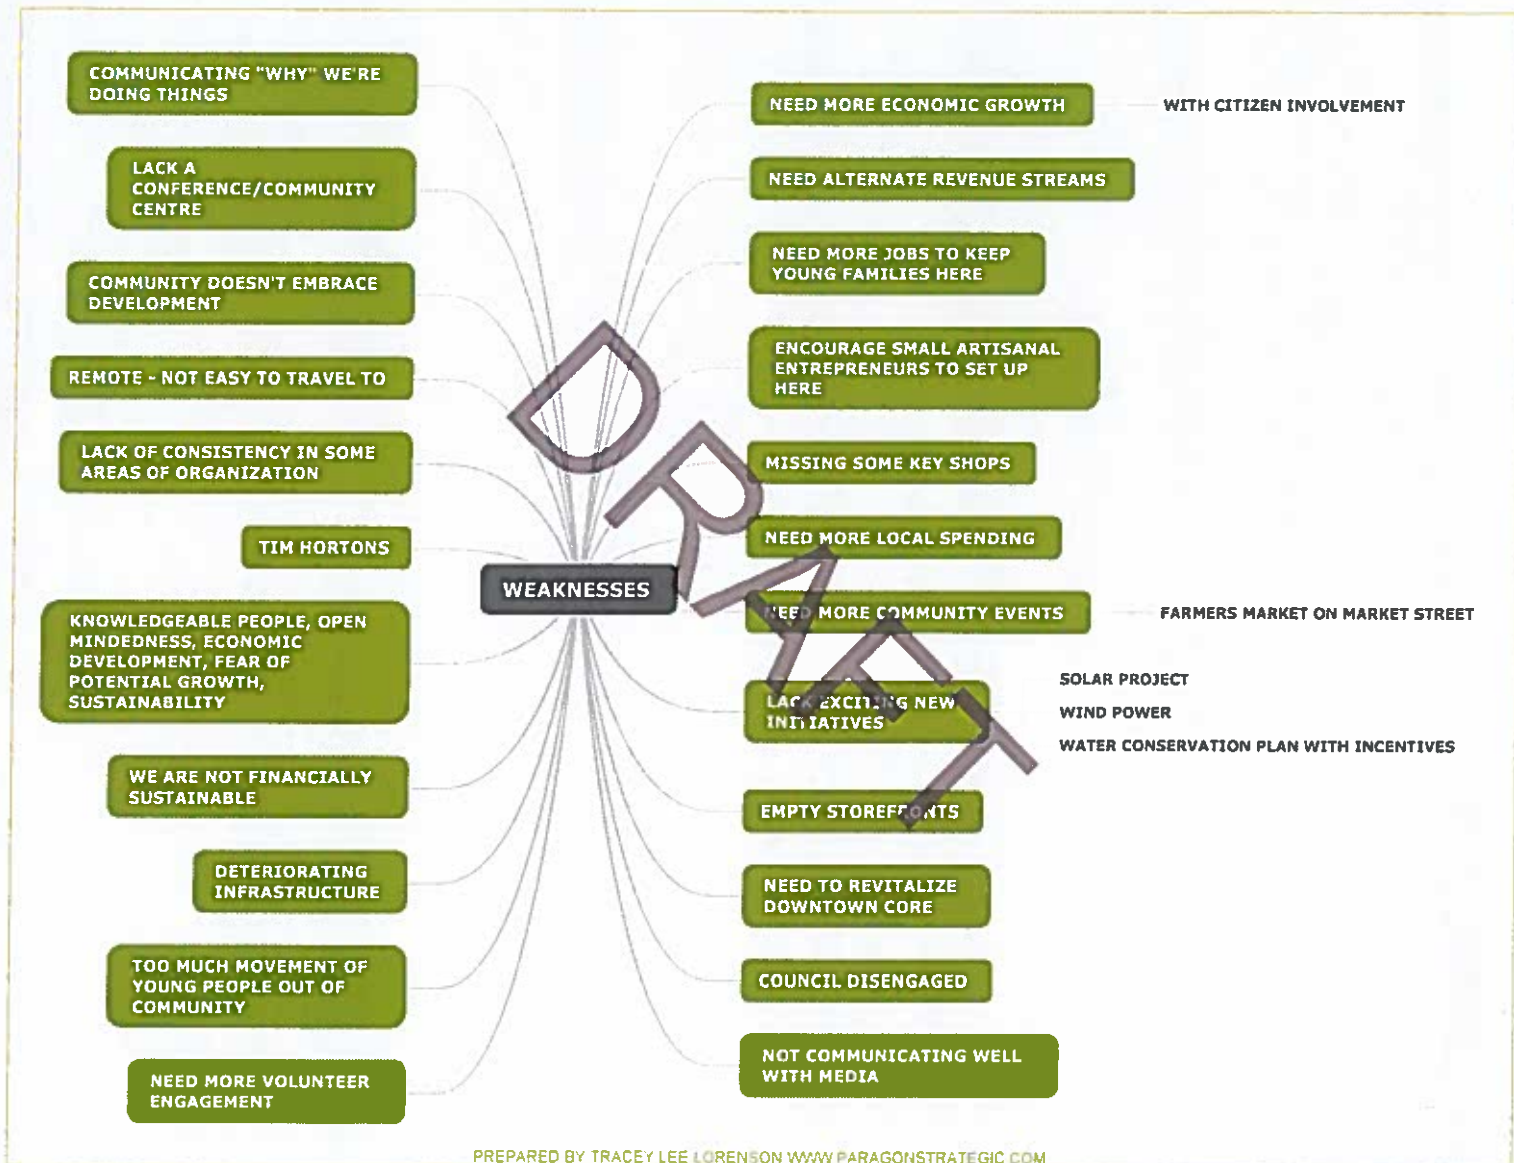 COMMUNICATING "WHY" WE'RE
DOING THINGS
LACK A
CONFERENCE/COMMUNITY
CENTRE
COMMUNITY DOESN'T EMBRACE
DEVELOPMENT
REMOTE - NOT EASY TO TRAVEL TO
LACK OF CONSISTENCY IN SOME
AREAS OF ORGANIZATION
TIM HORTONS
KNOWLEDGEABLE PEOPLE, OPEN
MINDEDNESS, ECONOMIC
DEVELOPMENT, FEAR OF
POTENTIAL GROWTH,
SUSTAINABILITY
WE ARE NOT FINANCIALLY
SUSTAINABLE
DETERIORATING
INFRASTRUCTURE
TOO MUCH MOVEMENT OF
YOUNG PEOPLE OUT OF
COMMUNITY
NEED MORE VOLUNTEER
ENGAGEMENT
WEAKNESSES
DRAFT
NEED MORE ECONOMIC GROWTH
WITH CITIZEN INVOLVEMENT
NEED ALTERNATE REVENUE STREAMS
NEED MORE JOBS TO KEEP
YOUNG FAMILIES HERE
ENCOURAGE SMALL ARTISANAL
ENTREPRENEURS TO SET UP
HERE
MISSING SOME KEY SHOPS
NEED MORE LOCAL SPENDING
NEED MORE COMMUNITY EVENTS
FARMERS MARKET ON MARKET STREET
LACK EXCITING NEW
INITIATIVES
SOLAR PROJECT
WIND POWER
WATER CONSERVATION PLAN WITH INCENTIVES
EMPTY STOREFRONTS
NEED TO REVITALIZE
DOWNTOWN CORE
COUNCIL DISENGAGED
NOT COMMUNICATING WELL
WITH MEDIA
PREPARED BY TRACEY LEE LORENSON WWW PARAGONSTRATEGIC COM